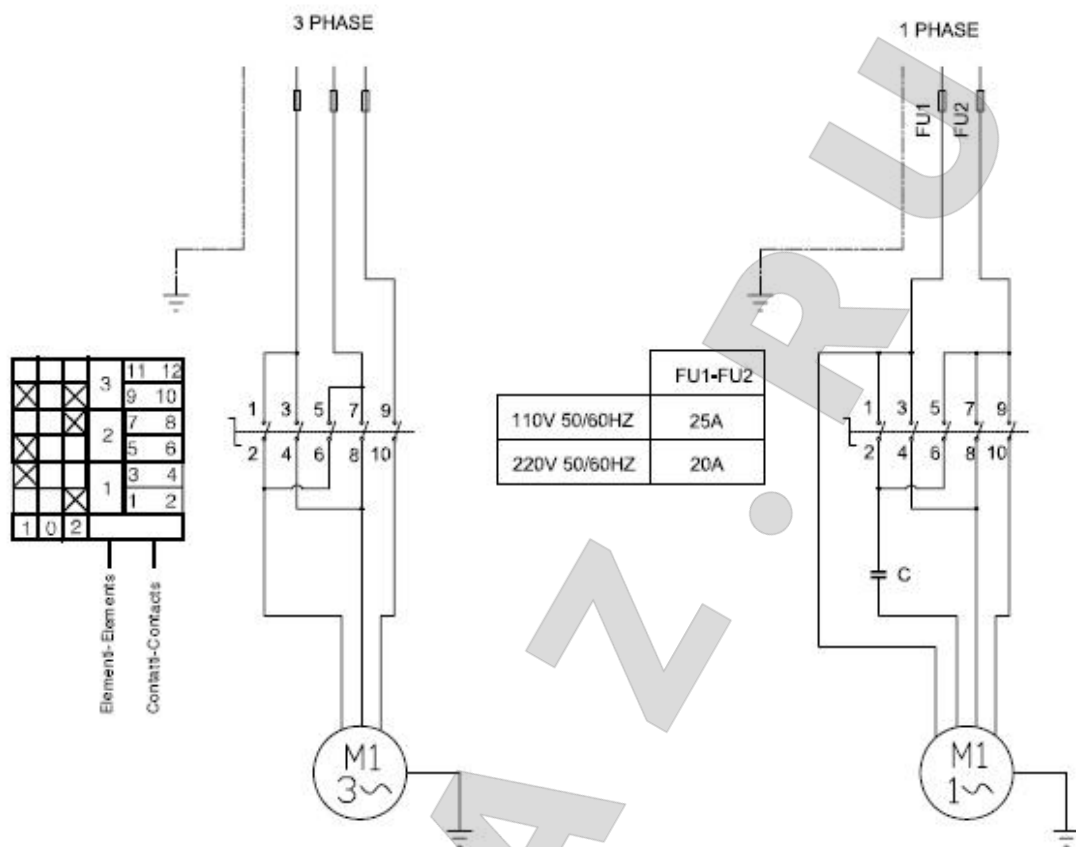 3 PHASE
1 PHASE
FU1
FU2
3 11 12
9 10
2 7 8
5 6
1 3 4
1 2
1 0 2
Elementi-Elements
Contatti-Contacts
1 3 5 7 9
2 4 6 8 10
FU1-FU2
110V 50/60HZ 25A
220V 50/60HZ 20A
1 3 5 7 9
2 4 6 8 10
C
M1
3~
M1
1~
AZ.RU